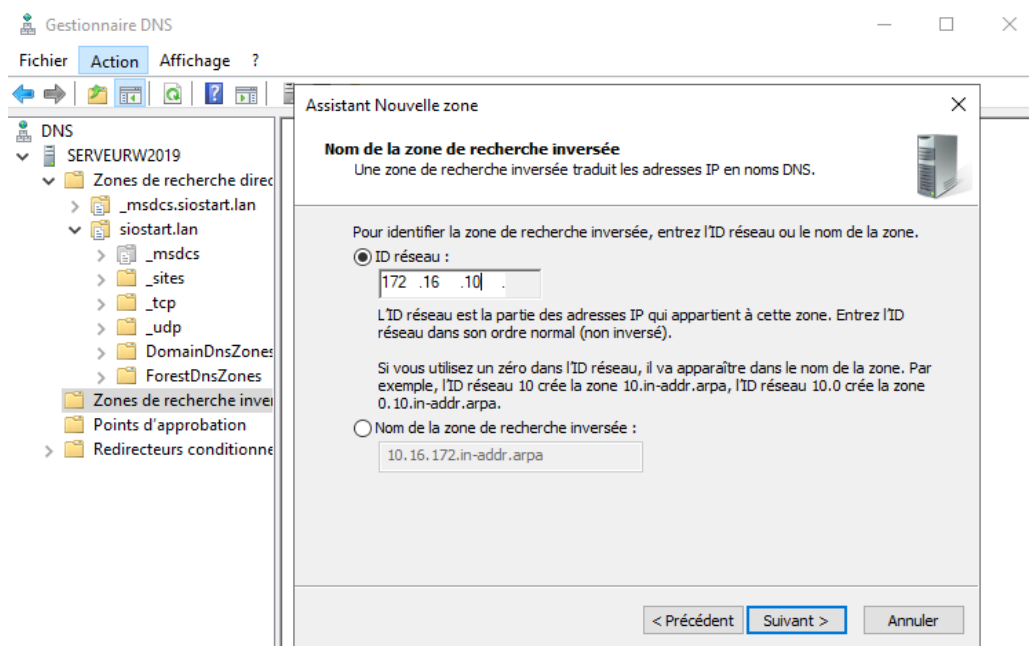 Gestionnaire DNS
Fichier Action Affichage ?
DNS
SERVEURW2019
Zones de recherche direc
_msdcs.siostart.lan
siostart.lan
_msdcs
_sites
_tcp
_udp
DomainDnsZones
ForestDnsZones
Zones de recherche inver
Points d'approbation
Redirecteurs conditionne
Assistant Nouvelle zone
Nom de la zone de recherche inversée
Une zone de recherche inversée traduit les adresses IP en noms DNS.
Pour identifier la zone de recherche inversée, entrez l'ID réseau ou le nom de la zone.
ID réseau :
172 .16 .10 .
L'ID réseau est la partie des adresses IP qui appartient à cette zone. Entrez l'ID
réseau dans son ordre normal (non inversé).
Si vous utilisez un zéro dans l'ID réseau, il va apparaître dans le nom de la zone. Par
exemple, l'ID réseau 10 crée la zone 10.in-addr.arpa, l'ID réseau 10.0 crée la zone
0.10.in-addr.arpa.
Nom de la zone de recherche inversée :
10.16.172.in-addr.arpa
< Précédent Suivant > Annuler